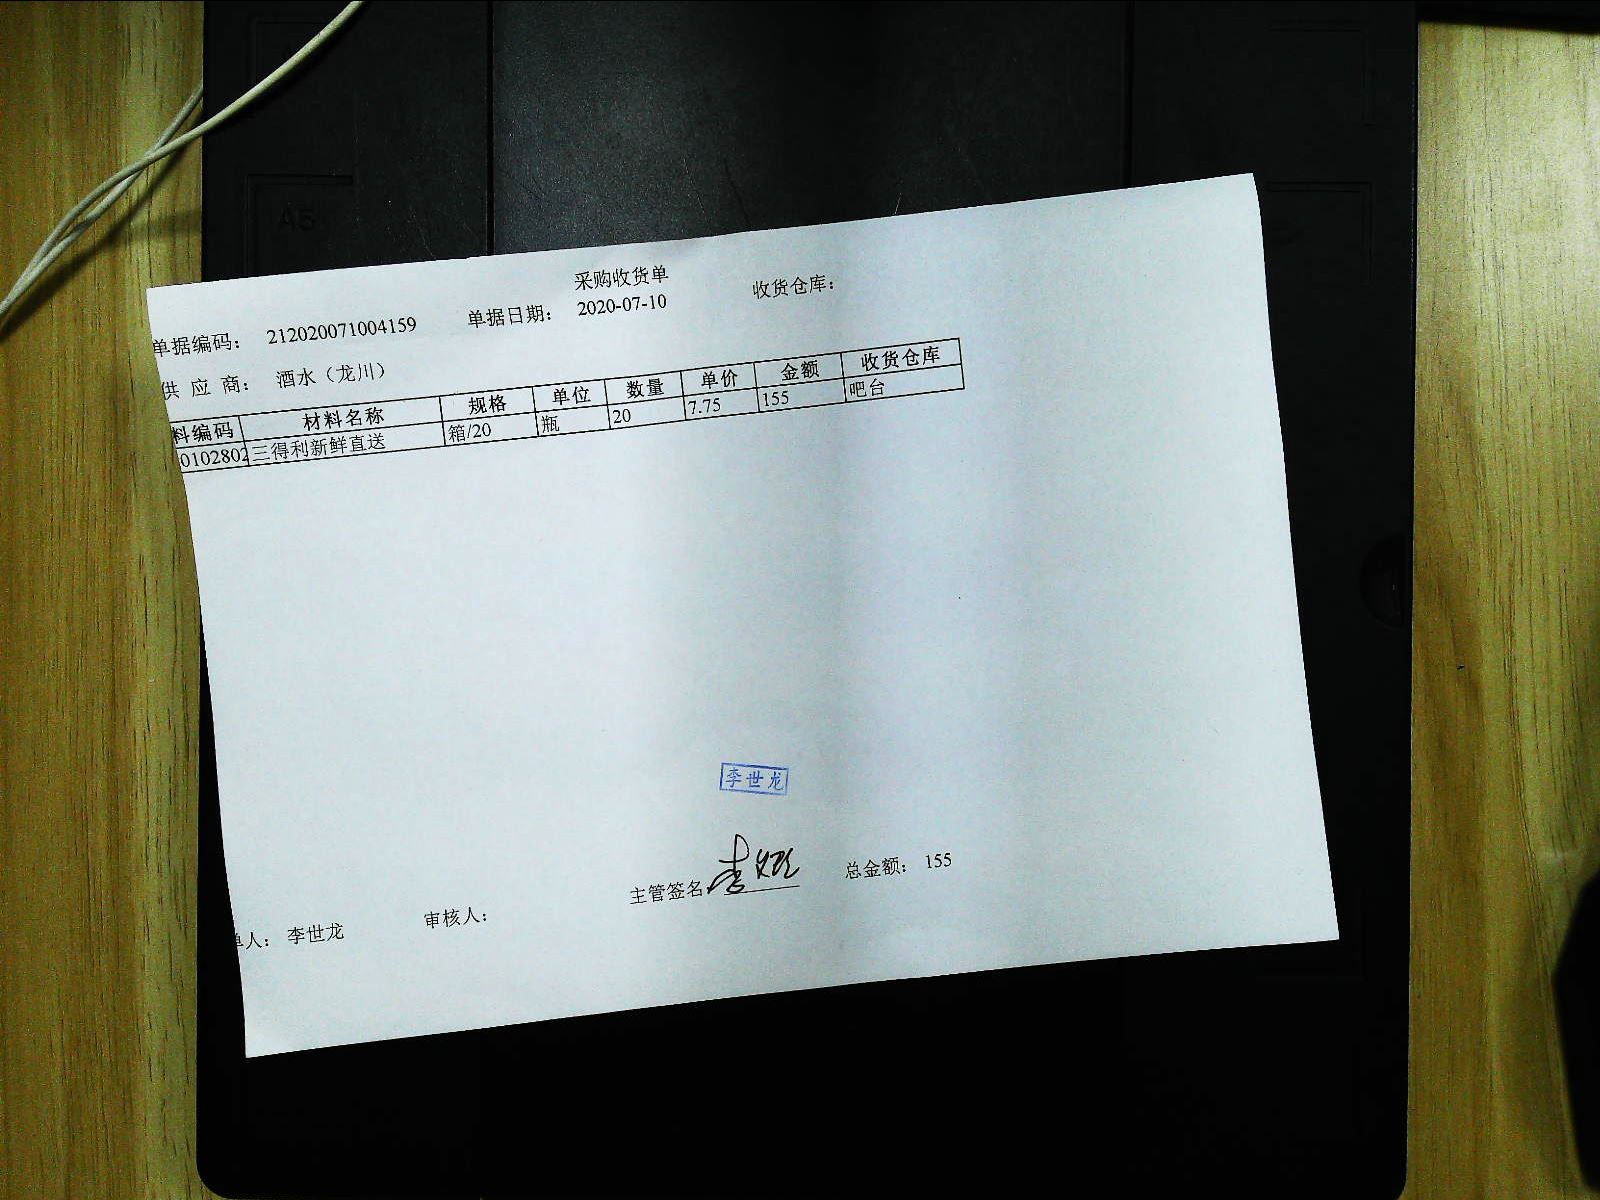 采购收货单
单据编码： 212020071004159 单据日期： 2020-07-10 收货仓库：
供 应 商： 酒水（龙川）
料编码 材料名称 规格 单位 数量 单价 金额 收货仓库
0102802 三得利新鲜直送 箱/20 瓶 20 7.75 155 吧台
李世龙
单人： 李世龙 审核人： 主管签名 总金额： 155
A5